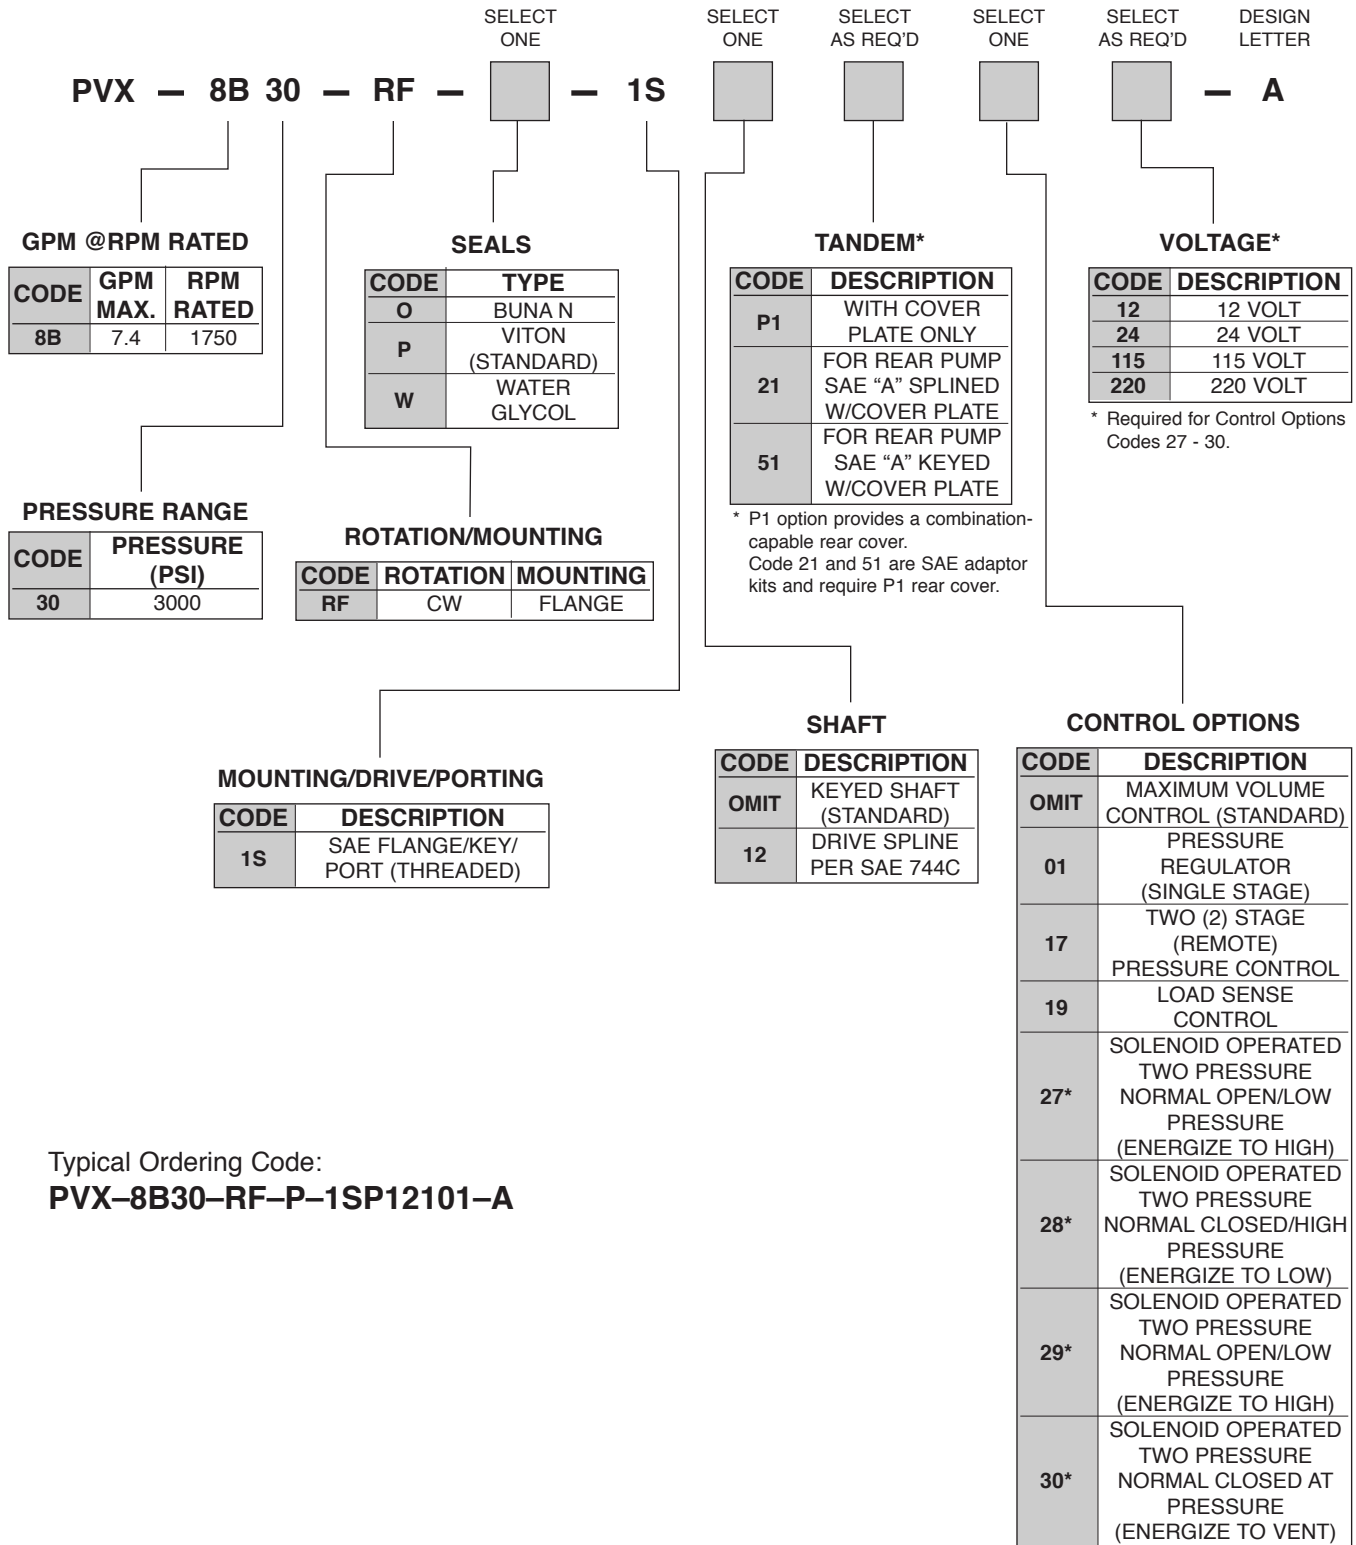 SELECT
ONE
SELECT
ONE
SELECT
AS REQ'D
SELECT
ONE
SELECT
AS REQ'D
DESIGN
LETTER
PVX – 8B 30 – RF – – 1S – A
GPM @RPM RATED
CODE GPM MAX. RPM RATED
8B 7.4 1750
PRESSURE RANGE
CODE PRESSURE (PSI)
30 3000
SEALS
CODE TYPE
O BUNA N
P VITON
(STANDARD)
W WATER
GLYCOL
ROTATION/MOUNTING
CODE ROTATION MOUNTING
RF CW FLANGE
TANDEM*
CODE DESCRIPTION
P1 WITH COVER
PLATE ONLY
21 FOR REAR PUMP
SAE “A” SPLINED
W/COVER PLATE
51 FOR REAR PUMP
SAE “A” KEYED
W/COVER PLATE
* P1 option provides a combination-
capable rear cover.
Code 21 and 51 are SAE adaptor
kits and require P1 rear cover.
VOLTAGE*
CODE DESCRIPTION
12 12 VOLT
24 24 VOLT
115 115 VOLT
220 220 VOLT
* Required for Control Options
Codes 27 - 30.
MOUNTING/DRIVE/PORTING
CODE DESCRIPTION
1S SAE FLANGE/KEY/
PORT (THREADED)
SHAFT
CODE DESCRIPTION
OMIT KEYED SHAFT
(STANDARD)
12 DRIVE SPLINE
PER SAE 744C
CONTROL OPTIONS
CODE DESCRIPTION
OMIT MAXIMUM VOLUME
CONTROL (STANDARD)
01 PRESSURE
REGULATOR
(SINGLE STAGE)
17 TWO (2) STAGE
(REMOTE)
PRESSURE CONTROL
19 LOAD SENSE
CONTROL
27* SOLENOID OPERATED
TWO PRESSURE
NORMAL OPEN/LOW
PRESSURE
(ENERGIZE TO HIGH)
28* SOLENOID OPERATED
TWO PRESSURE
NORMAL CLOSED/HIGH
PRESSURE
(ENERGIZE TO LOW)
29* SOLENOID OPERATED
TWO PRESSURE
NORMAL OPEN/LOW
PRESSURE
(ENERGIZE TO HIGH)
30* SOLENOID OPERATED
TWO PRESSURE
NORMAL CLOSED AT
PRESSURE
(ENERGIZE TO VENT)
Typical Ordering Code:
PVX–8B30–RF–P–1SP12101–A